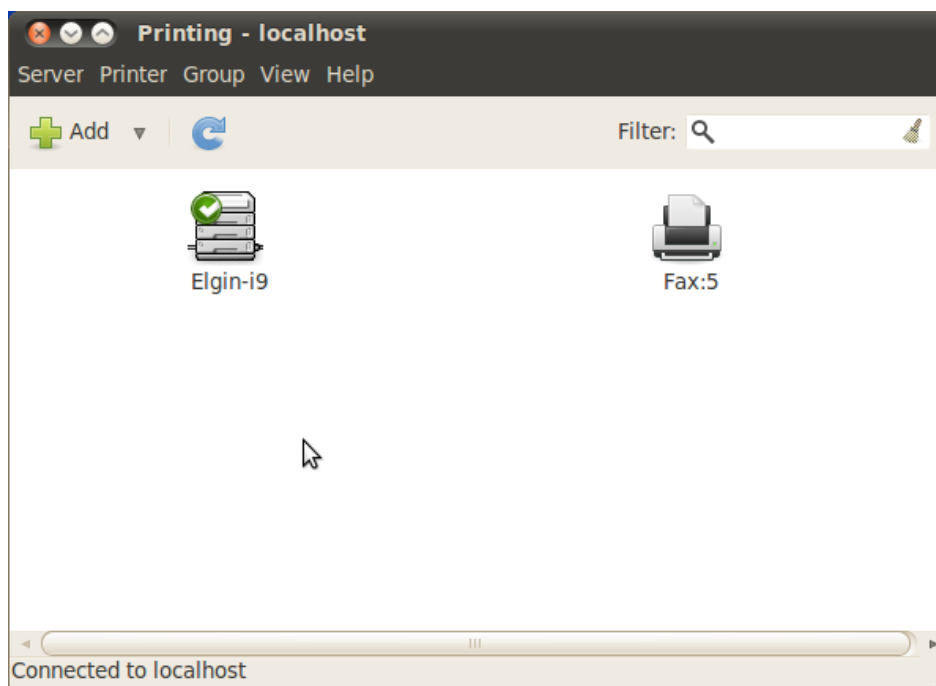 Printing - localhost
Server Printer Group View Help
Add Filter:
Elgin-i9 Fax:5
Connected to localhost